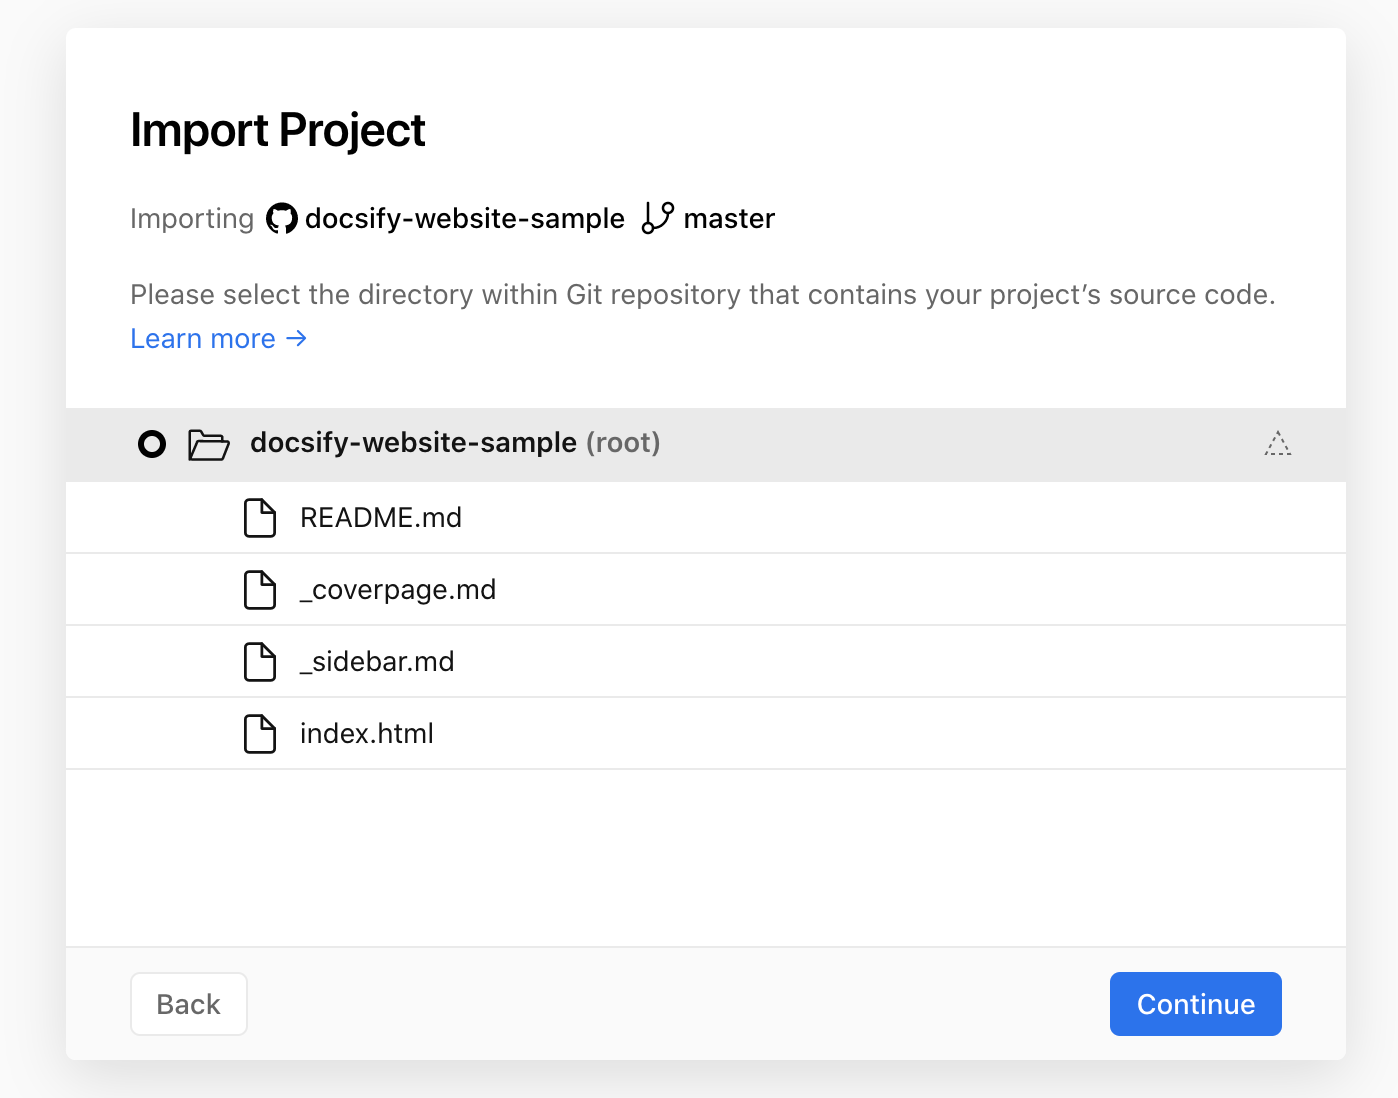 Import Project
Importing docsify-website-sample master
Please select the directory within Git repository that contains your project’s source code.
Learn more →
docsify-website-sample (root)
README.md
_coverpage.md
_sidebar.md
index.html
Back
Continue